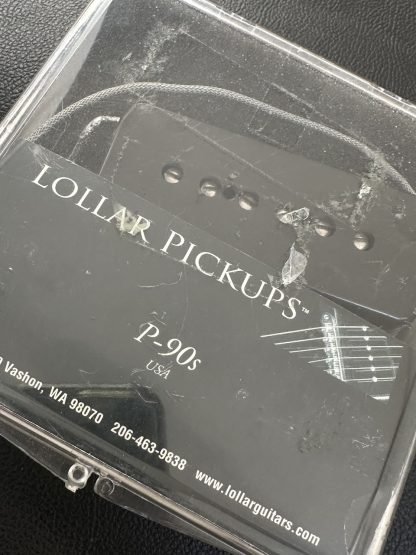 LOLLAR PICKUPS™
P-90s
USA
Vashon, WA 98070 206-463-9838 www.lollarguitars.com